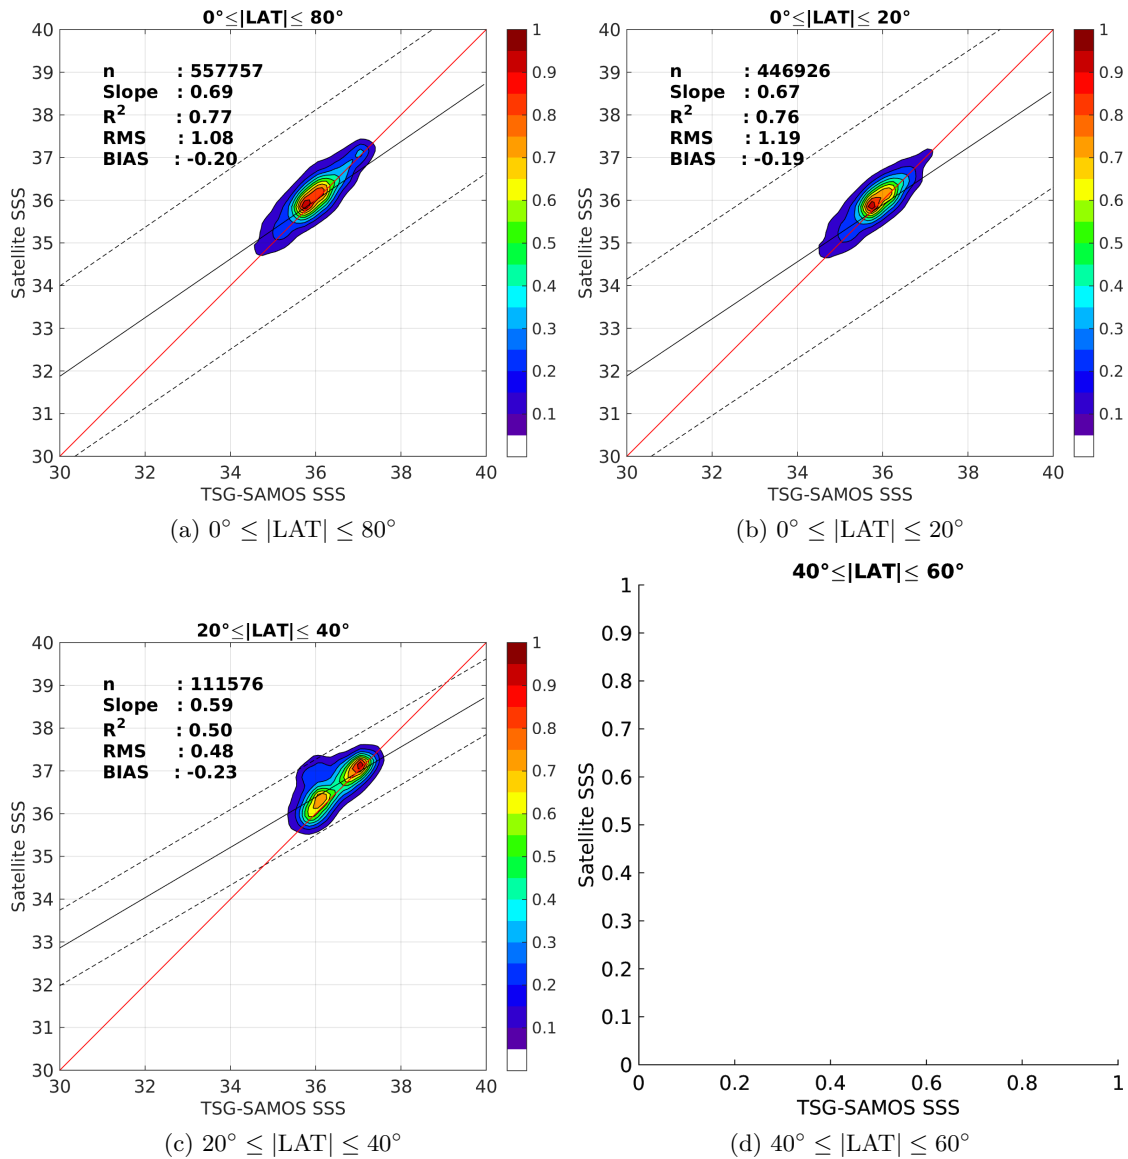 0°≤|LAT|≤ 80°
n : 557757
Slope : 0.69
R2 : 0.77
RMS : 1.08
BIAS : -0.20
40
39
38
37
36
35
34
33
32
31
30
30 32 34 36 38 40
Satellite SSS
TSG-SAMOS SSS
1
0.9
0.8
0.7
0.6
0.5
0.4
0.3
0.2
0.1
(a) 0° ≤ |LAT| ≤ 80°
0°≤|LAT|≤ 20°
n : 446926
Slope : 0.67
R2 : 0.76
RMS : 1.19
BIAS : -0.19
40
39
38
37
36
35
34
33
32
31
30
30 32 34 36 38 40
Satellite SSS
TSG-SAMOS SSS
1
0.9
0.8
0.7
0.6
0.5
0.4
0.3
0.2
0.1
(b) 0° ≤ |LAT| ≤ 20°
20°≤|LAT|≤ 40°
n : 111576
Slope : 0.59
R2 : 0.50
RMS : 0.48
BIAS : -0.23
40
39
38
37
36
35
34
33
32
31
30
30 32 34 36 38 40
Satellite SSS
TSG-SAMOS SSS
1
0.9
0.8
0.7
0.6
0.5
0.4
0.3
0.2
0.1
(c) 20° ≤ |LAT| ≤ 40°
40°≤|LAT|≤ 60°
1
0.9
0.8
0.7
0.6
0.5
0.4
0.3
0.2
0.1
0
0 0.2 0.4 0.6 0.8 1
Satellite SSS
TSG-SAMOS SSS
(d) 40° ≤ |LAT| ≤ 60°